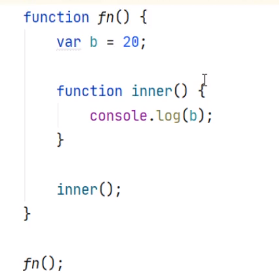 function fn() {
    var b = 20;

    function inner() {
        console.log(b);
    }

    inner();
}

fn();